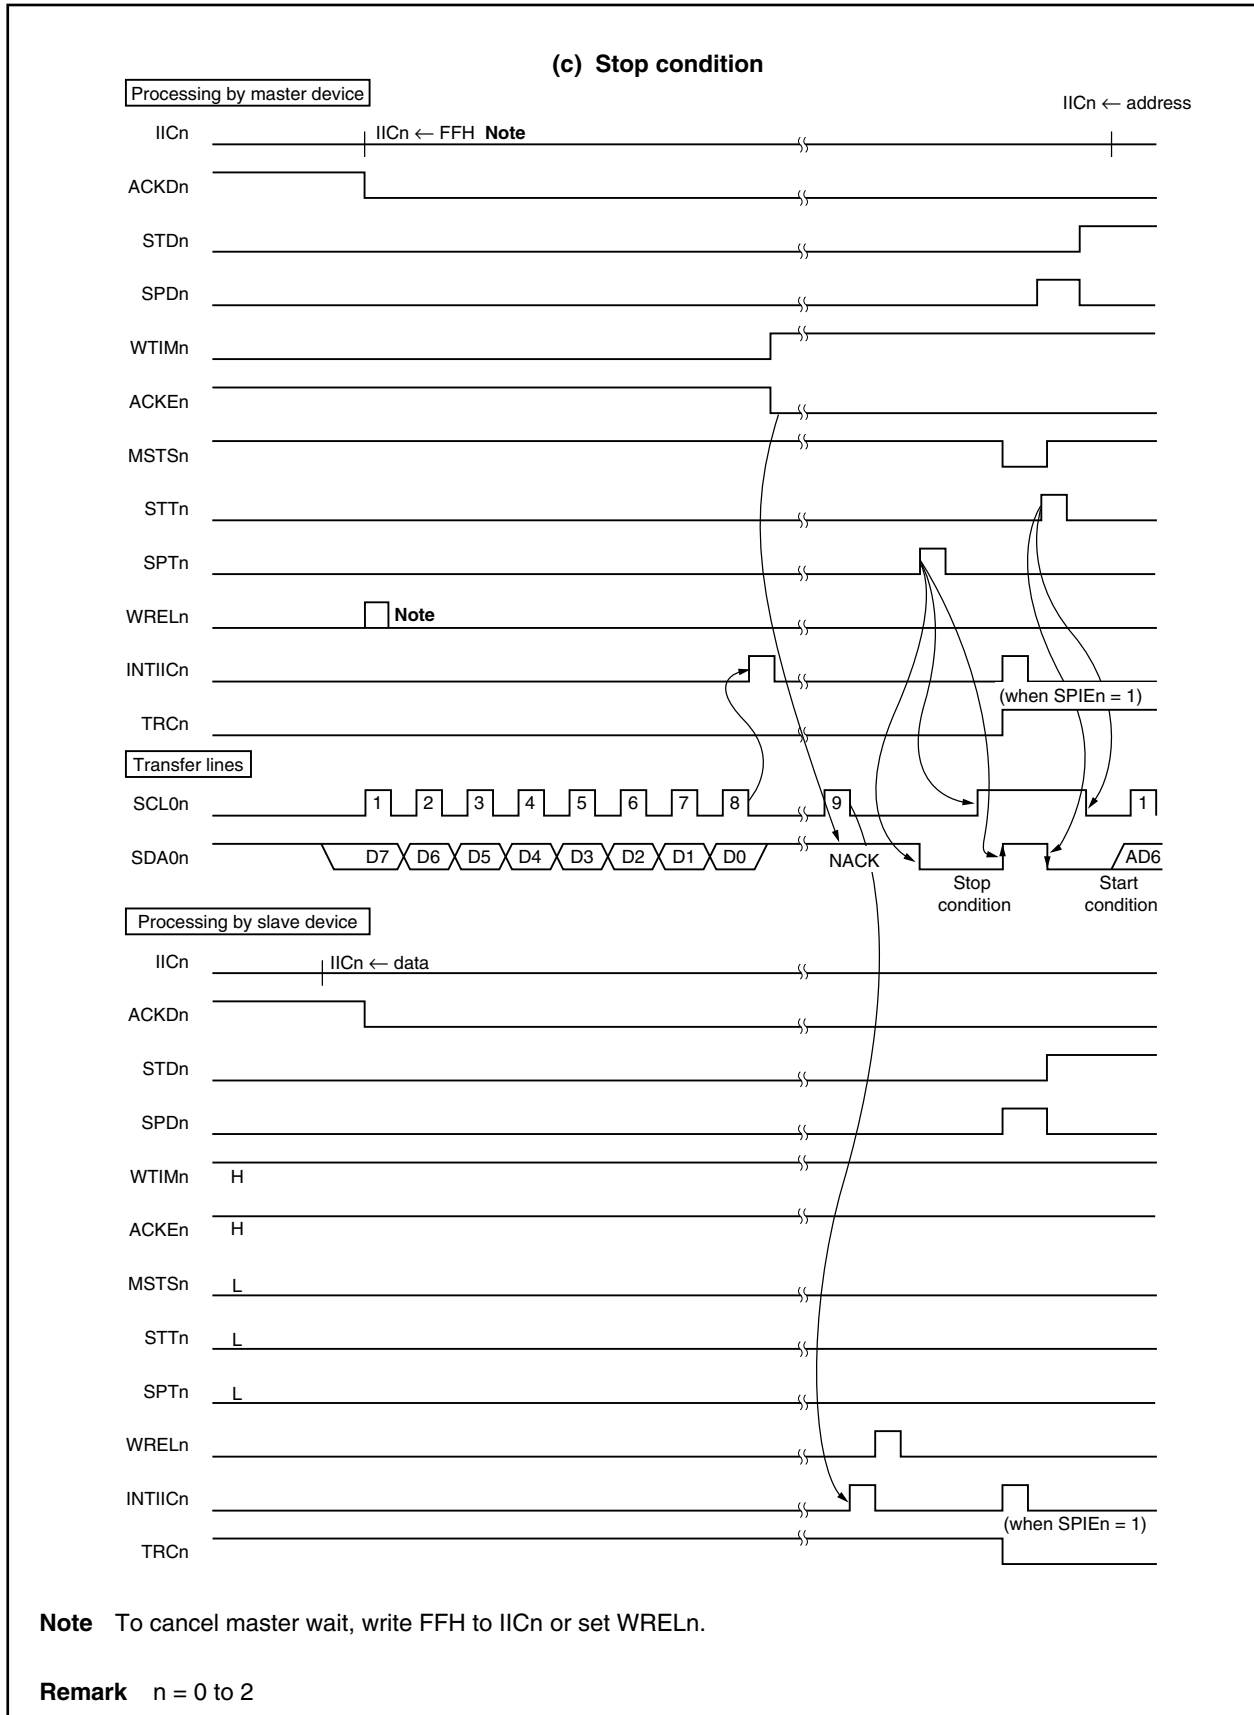 (c) Stop condition
Processing by master device
IICn ← address
IICn
IICn ← FFH Note
ACKDn
STDn
SPDn
WTIMn
ACKEn
MSTSn
STTn
SPTn
WRELn
Note
INTIICn
(when SPIEn = 1)
TRCn
Transfer lines
SCL0n
1 2 3 4 5 6 7 8 9 1
SDA0n
D7 D6 D5 D4 D3 D2 D1 D0 NACK AD6
Stop condition
Start condition
Processing by slave device
IICn
IICn ← data
ACKDn
STDn
SPDn
WTIMn H
ACKEn H
MSTSn L
STTn L
SPTn L
WRELn
INTIICn
(when SPIEn = 1)
TRCn
Note To cancel master wait, write FFH to IICn or set WRELn.
Remark n = 0 to 2